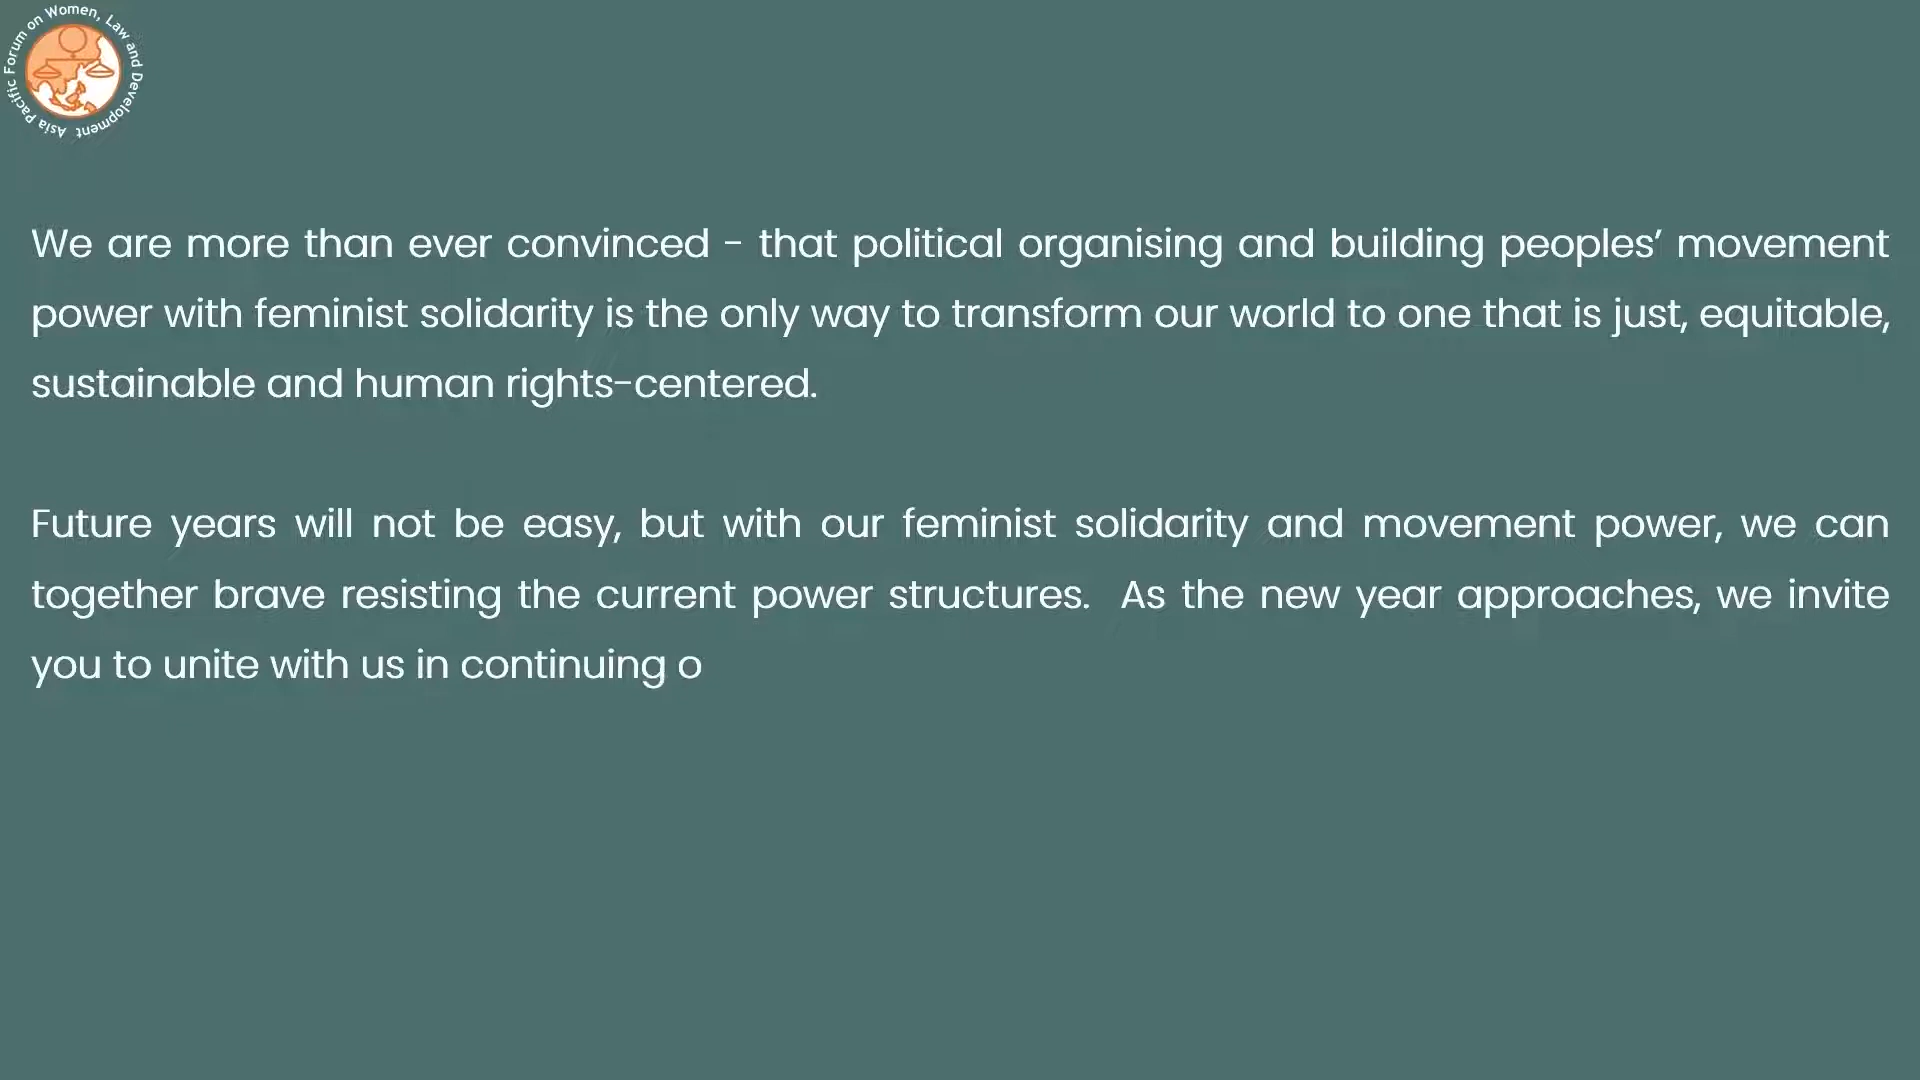 Asia Pacific Forum on Women, Law and Development
We are more than ever convinced - that political organising and building peoples’ movement
power with feminist solidarity is the only way to transform our world to one that is just, equitable,
sustainable and human rights-centered.
Future years will not be easy, but with our feminist solidarity and movement power, we can
together brave resisting the current power structures.  As the new year approaches, we invite
you to unite with us in continuing o